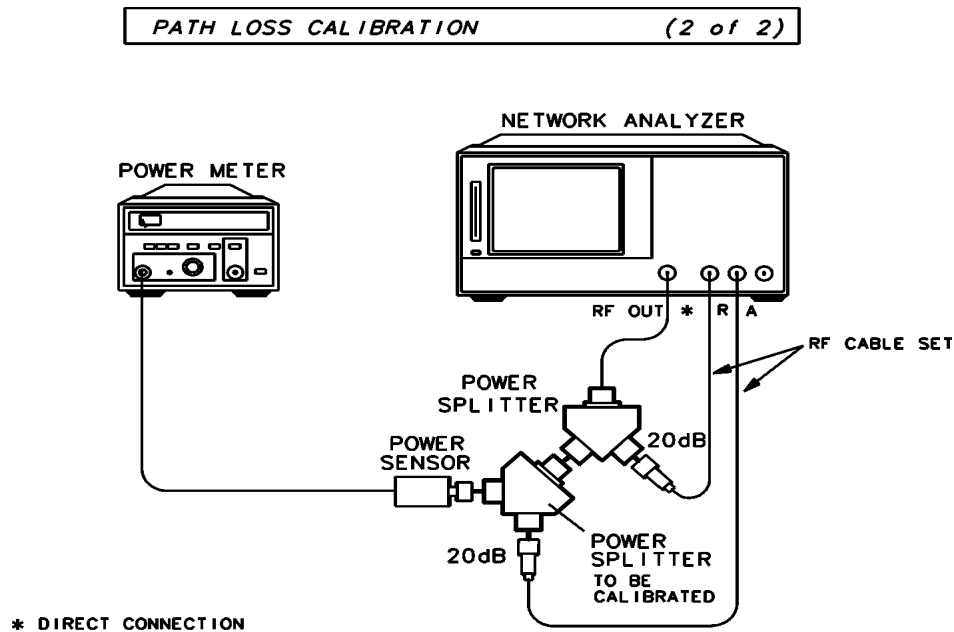 PATH LOSS CALIBRATION (2 of 2)
NETWORK ANALYZER
POWER METER
RF OUT * R A
RF CABLE SET
POWER
SPLITTER
20dB
POWER
SENSOR
20dB
POWER
SPLITTER
TO BE
CALIBRATED
* DIRECT CONNECTION